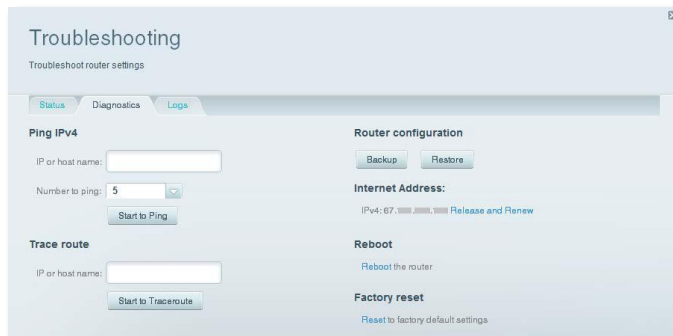 Troubleshooting
Troubleshoot router settings
Status
Diagnostics
Logs
Ping IPv4
IP or host name:
Number to ping: 5
Start to Ping
Trace route
IP or host name:
Start to Traceroute
Router configuration
Backup
Restore
Internet Address:
IPv4: 67. Release and Renew
Reboot
Reboot the router
Factory reset
Reset to factory default settings